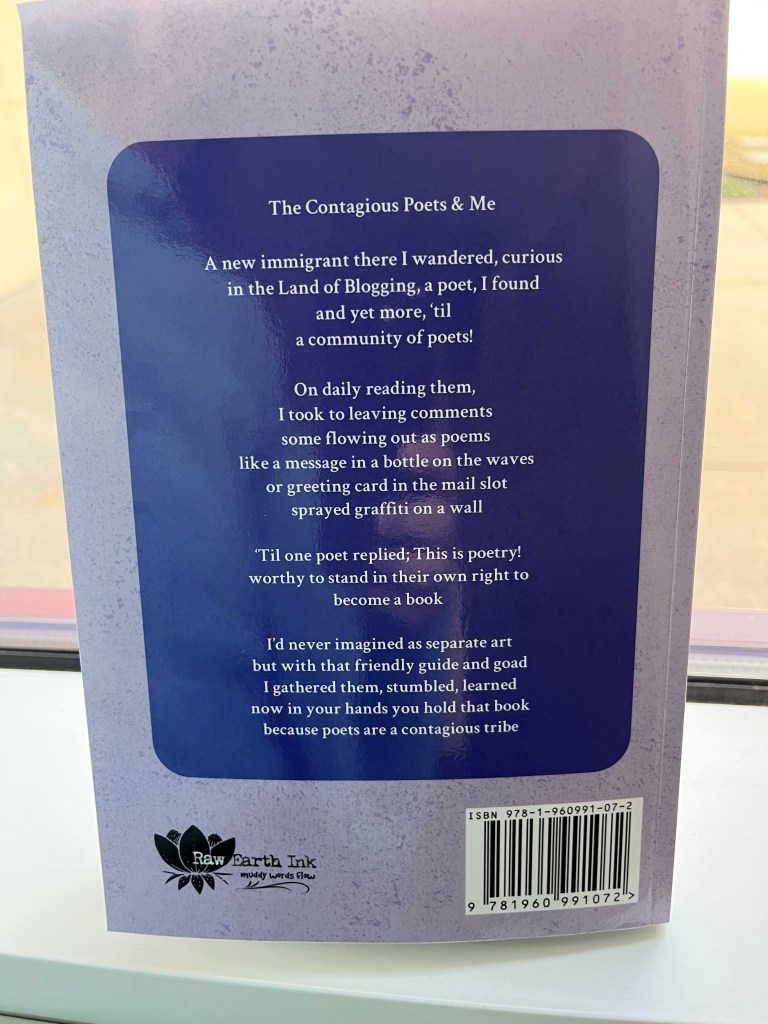 The Contagious Poets & Me
A new immigrant there I wandered, curious
in the Land of Blogging, a poet, I found
and yet more, ‘til
a community of poets!
On daily reading them,
I took to leaving comments
some flowing out as poems
like a message in a bottle on the waves
or greeting card in the mail slot
sprayed graffiti on a wall
‘Til one poet replied; This is poetry!
worthy to stand in their own right to
become a book
I’d never imagined as separate art
but with that friendly guide and goad
I gathered them, stumbled, learned
now in your hands you hold that book
because poets are a contagious tribe
Raw Earth Ink
muddy words flow
ISBN 978-1-960991-07-2
9 781960 991072 >